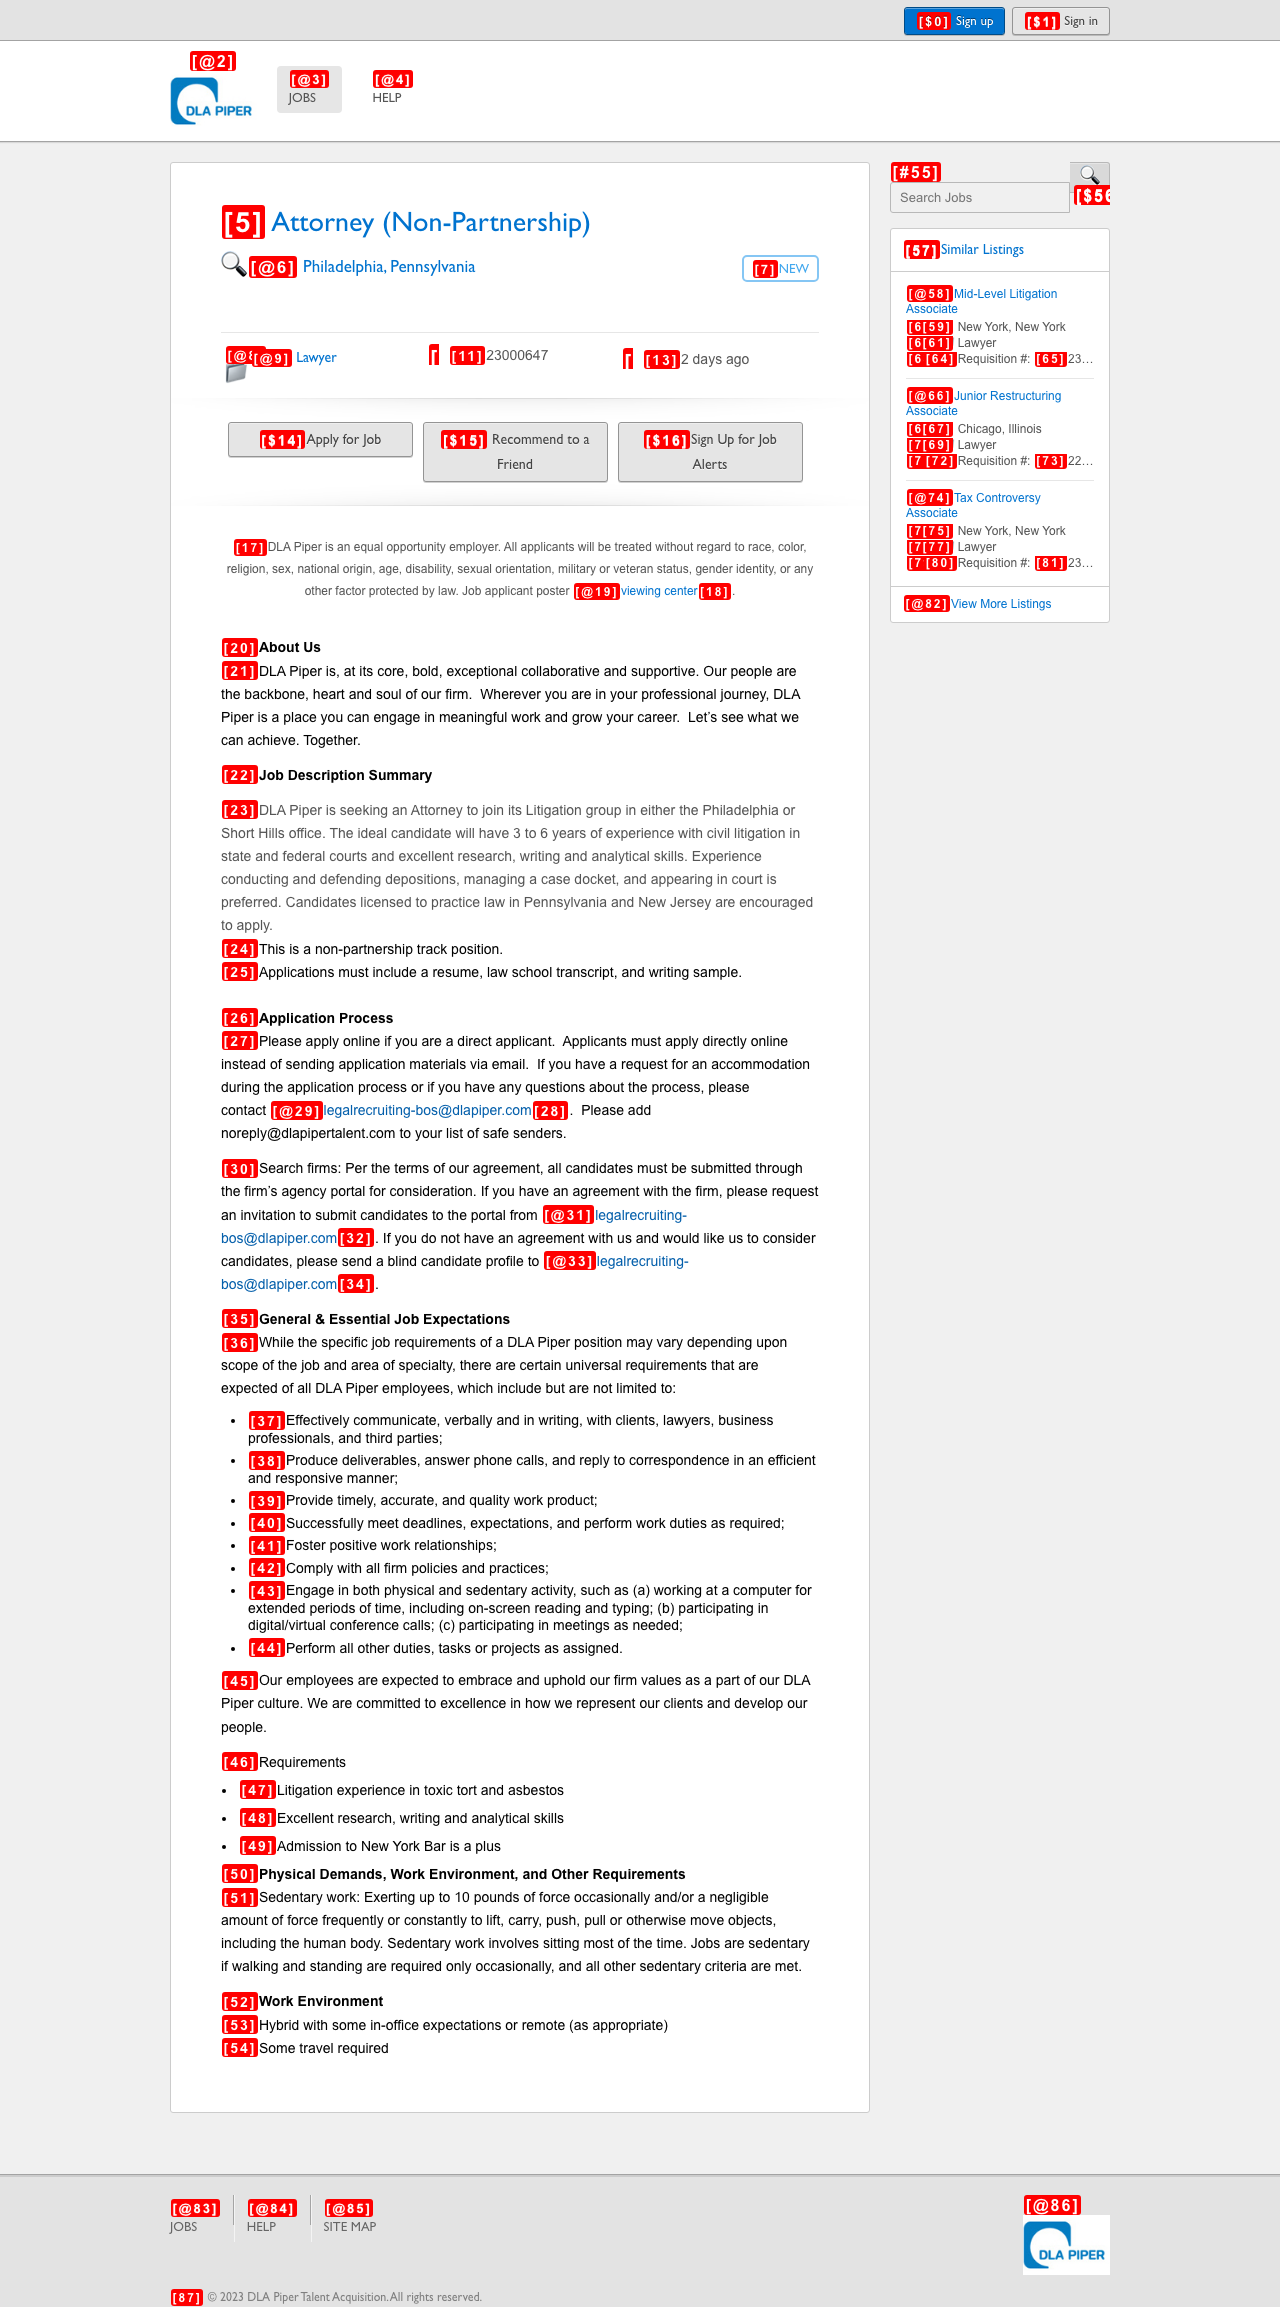 [$0] Sign up [$1] Sign in
[@2]
DLA PIPER
[@3]
JOBS
[@4]
HELP
[5] Attorney (Non-Partnership)
[@6] Philadelphia, Pennsylvania
[7] NEW
[@9] Lawyer
[11] 23000647
[13] 2 days ago
[$14] Apply for Job
[$15] Recommend to a
Friend
[$16] Sign Up for Job
Alerts
[17] DLA Piper is an equal opportunity employer. All applicants will be treated without regard to race, color,
religion, sex, national origin, age, disability, sexual orientation, military or veteran status, gender identity, or any
other factor protected by law. Job applicant poster [@19] viewing center [18] .
[20] About Us
[21] DLA Piper is, at its core, bold, exceptional collaborative and supportive. Our people are
the backbone, heart and soul of our firm. Wherever you are in your professional journey, DLA
Piper is a place you can engage in meaningful work and grow your career. Let’s see what we
can achieve. Together.
[22] Job Description Summary
[23] DLA Piper is seeking an Attorney to join its Litigation group in either the Philadelphia or
Short Hills office. The ideal candidate will have 3 to 6 years of experience with civil litigation in
state and federal courts and excellent research, writing and analytical skills. Experience
conducting and defending depositions, managing a case docket, and appearing in court is
preferred. Candidates licensed to practice law in Pennsylvania and New Jersey are encouraged
to apply.
[24] This is a non-partnership track position.
[25] Applications must include a resume, law school transcript, and writing sample.
[26] Application Process
[27] Please apply online if you are a direct applicant. Applicants must apply directly online
instead of sending application materials via email. If you have a request for an accommodation
during the application process or if you have any questions about the process, please
contact [@29] legalrecruiting-bos@dlapiper.com [28] . Please add
noreply@dlapipertalent.com to your list of safe senders.
[30] Search firms: Per the terms of our agreement, all candidates must be submitted through
the firm’s agency portal for consideration. If you have an agreement with the firm, please request
an invitation to submit candidates to the portal from [@31] legalrecruiting-
bos@dlapiper.com [32] . If you do not have an agreement with us and would like us to consider
candidates, please send a blind candidate profile to [@33] legalrecruiting-
bos@dlapiper.com [34] .
[35] General & Essential Job Expectations
[36] While the specific job requirements of a DLA Piper position may vary depending upon
scope of the job and area of specialty, there are certain universal requirements that are
expected of all DLA Piper employees, which include but are not limited to:
• [37] Effectively communicate, verbally and in writing, with clients, lawyers, business
professionals, and third parties;
• [38] Produce deliverables, answer phone calls, and reply to correspondence in an efficient
and responsive manner;
• [39] Provide timely, accurate, and quality work product;
• [40] Successfully meet deadlines, expectations, and perform work duties as required;
• [41] Foster positive work relationships;
• [42] Comply with all firm policies and practices;
• [43] Engage in both physical and sedentary activity, such as (a) working at a computer for
extended periods of time, including on-screen reading and typing; (b) participating in
digital/virtual conference calls; (c) participating in meetings as needed;
• [44] Perform all other duties, tasks or projects as assigned.
[45] Our employees are expected to embrace and uphold our firm values as a part of our DLA
Piper culture. We are committed to excellence in how we represent our clients and develop our
people.
[46] Requirements
• [47] Litigation experience in toxic tort and asbestos
• [48] Excellent research, writing and analytical skills
• [49] Admission to New York Bar is a plus
[50] Physical Demands, Work Environment, and Other Requirements
[51] Sedentary work: Exerting up to 10 pounds of force occasionally and/or a negligible
amount of force frequently or constantly to lift, carry, push, pull or otherwise move objects,
including the human body. Sedentary work involves sitting most of the time. Jobs are sedentary
if walking and standing are required only occasionally, and all other sedentary criteria are met.
[52] Work Environment
[53] Hybrid with some in-office expectations or remote (as appropriate)
[54] Some travel required
[#55]
Search Jobs
[$56
[57] Similar Listings
[@58] Mid-Level Litigation
Associate
[6[59] New York, New York
[6[61] Lawyer
[6 [64] Requisition #: [65] 23...
[@66] Junior Restructuring
Associate
[6[67] Chicago, Illinois
[7[69] Lawyer
[7 [72] Requisition #: [73] 22...
[@74] Tax Controversy
Associate
[7[75] New York, New York
[7[77] Lawyer
[7 [80] Requisition #: [81] 23...
[@82] View More Listings
[@83]
JOBS
[@84]
HELP
[@85]
SITE MAP
[@86]
DLA PIPER
[87] © 2023 DLA Piper Talent Acquisition. All rights reserved.